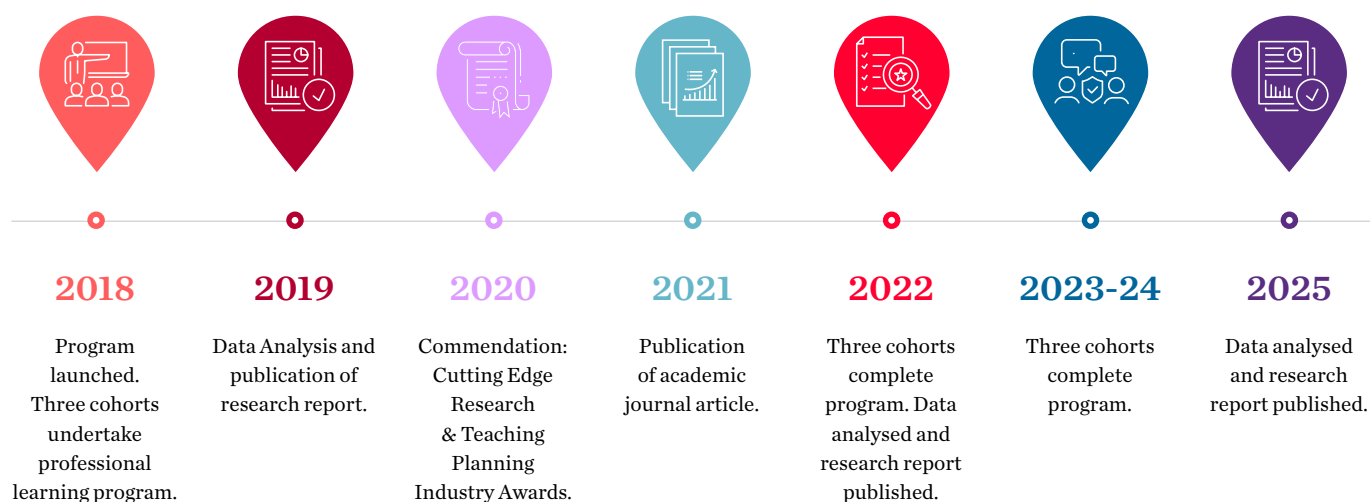 2018
Program
launched.
Three cohorts
undertake
professional
learning program.
2019
Data Analysis and
publication of
research report.
2020
Commendation:
Cutting Edge
Research
& Teaching
Planning
Industry Awards.
2021
Publication
of academic
journal article.
2022
Three cohorts
complete
program. Data
analysed and
research report
published.
2023-24
Three cohorts
complete
program.
2025
Data analysed
and research
report published.